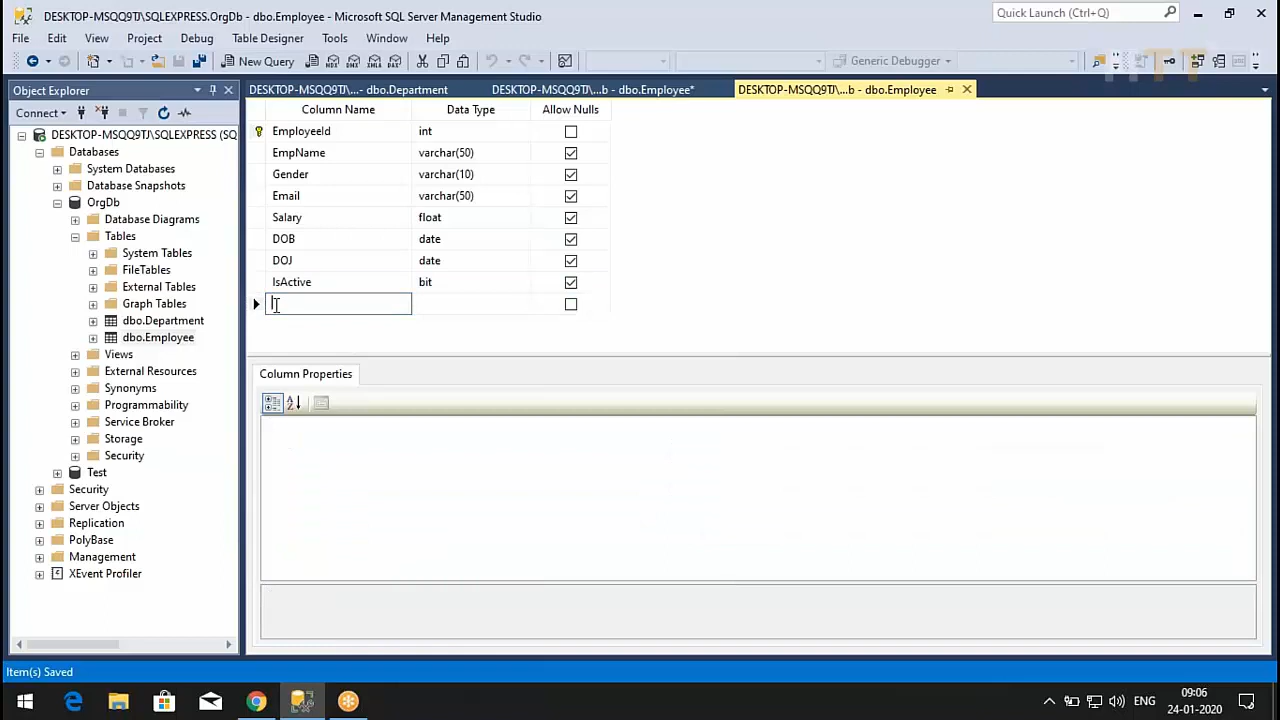 DESKTOP-MSQQ9TJ\SQLEXPRESS.OrgDb - dbo.Employee - Microsoft SQL Server Management Studio
Quick Launch (Ctrl+Q)
File Edit View Project Debug Table Designer Tools Window Help
New Query
Generic Debugger
Object Explorer
DESKTOP-MSQQ9TJ\...- dbo.Department
DESKTOP-MSQQ9TJ\...b - dbo.Employee*
DESKTOP-MSQQ9TJ\...b - dbo.Employee
Connect
DESKTOP-MSQQ9TJ\SQLEXPRESS (SQ
Databases
System Databases
Database Snapshots
OrgDb
Database Diagrams
Tables
System Tables
FileTables
External Tables
Graph Tables
dbo.Department
dbo.Employee
Views
External Resources
Synonyms
Programmability
Service Broker
Storage
Security
Test
Security
Server Objects
Replication
PolyBase
Management
XEvent Profiler
Column Name Data Type Allow Nulls
EmployeeId int
EmpName varchar(50)
Gender varchar(10)
Email varchar(50)
Salary float
DOB date
DOJ date
IsActive bit
Column Properties
Item(s) Saved
ENG
09:06
24-01-2020